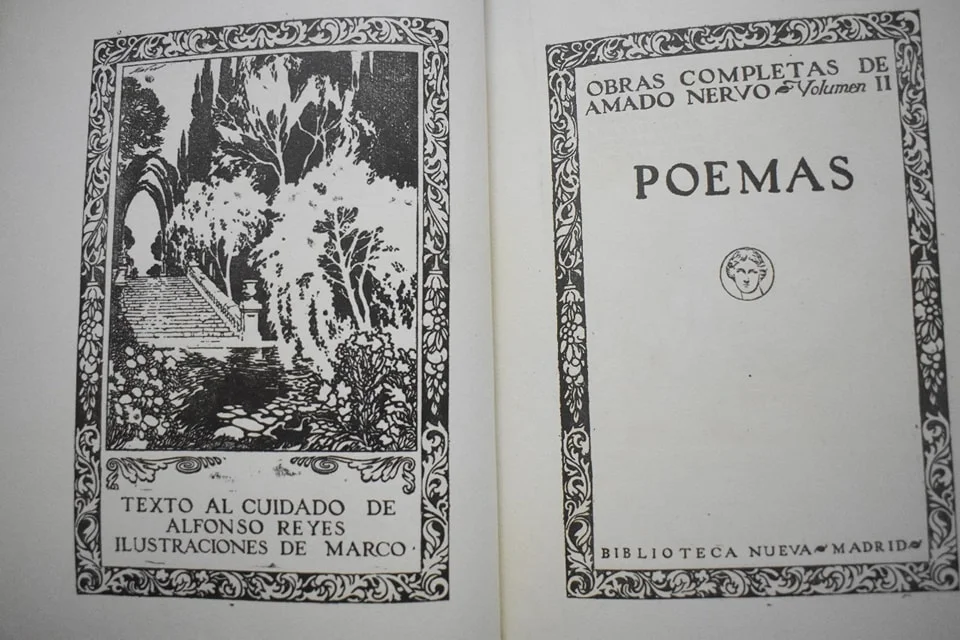 TEXTO AL CUIDADO DE
ALFONSO REYES
ILUSTRACIONES DE MARCO
OBRAS COMPLETAS DE
AMADO NERVO Volumen II
POEMAS
BIBLIOTECA NUEVA MADRID